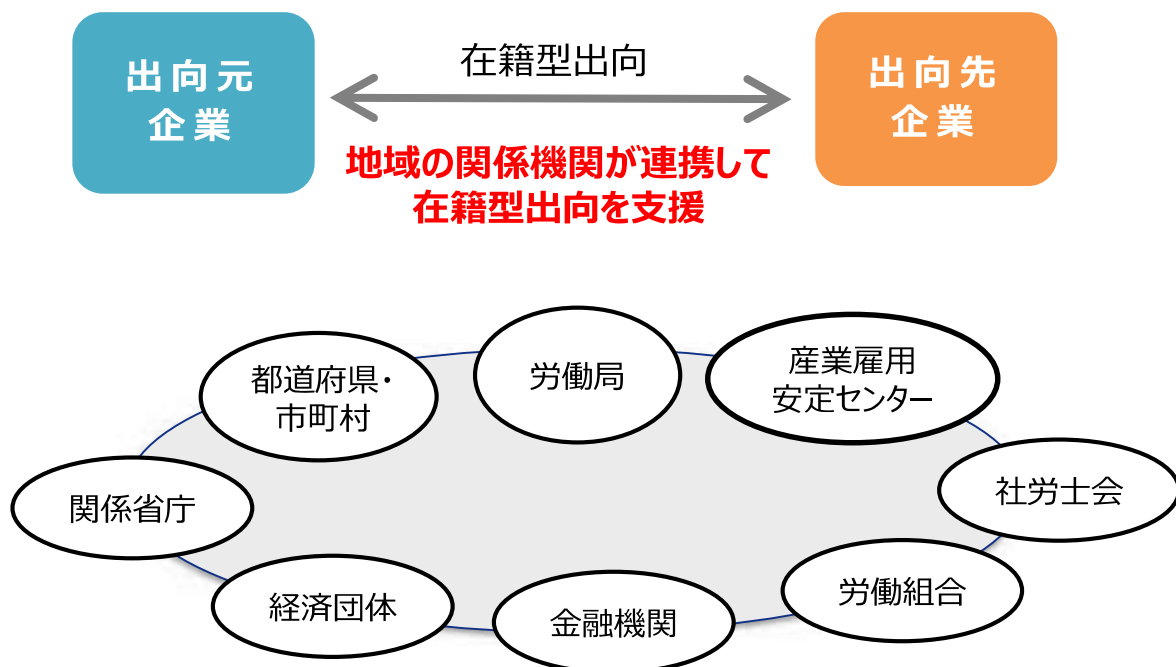 出向元
企業
在籍型出向
出向先
企業
地域の関係機関が連携して
在籍型出向を支援
都道府県・
市町村
労働局
産業雇用
安定センター
関係省庁
社労士会
経済団体
金融機関
労働組合